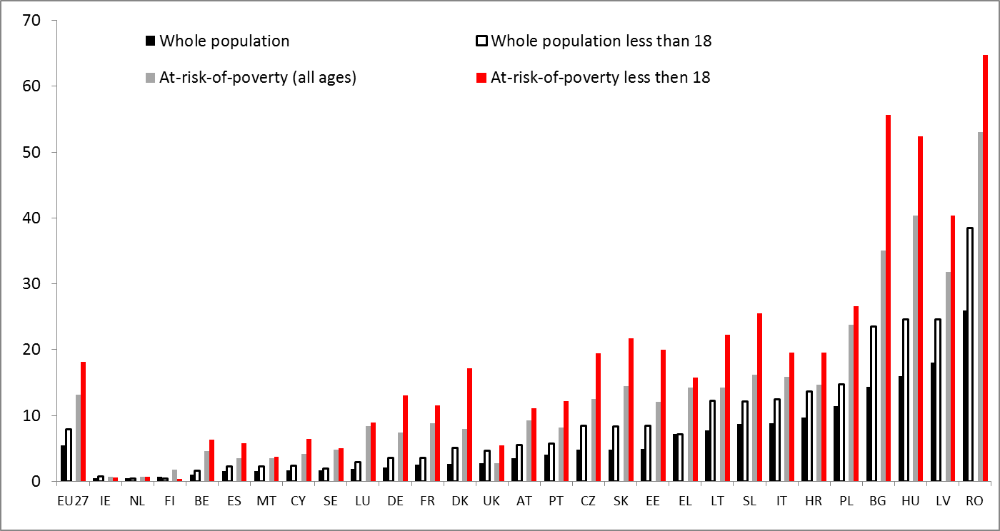 70
60
50
40
30
20
10
0
Whole population
Whole population less than 18
At-risk-of-poverty (all ages)
At-risk-of-poverty less then 18
EU27 IE NL FI BE ES MT CY SE LU DE FR DK UK AT PT CZ SK EE EL LT SL IT HR PL BG HU LV RO